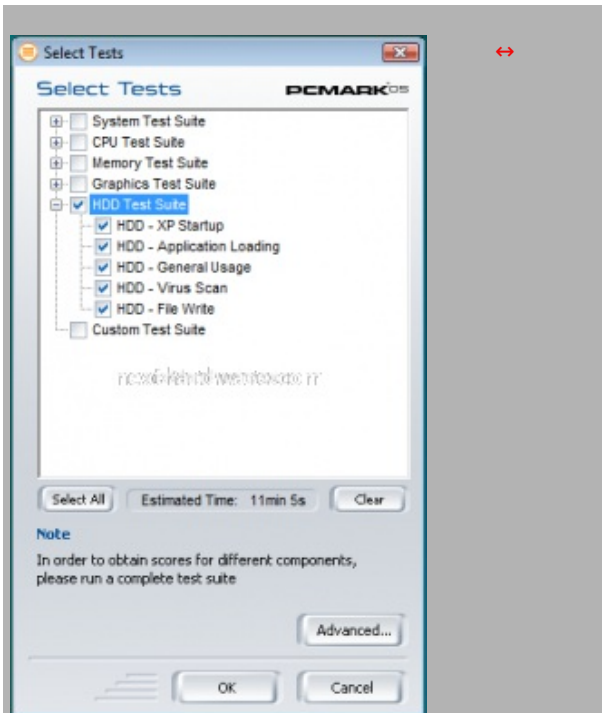 Select Tests
Select Tests PCMARK05
System Test Suite
CPU Test Suite
Memory Test Suite
Graphics Test Suite
HDD Test Suite
HDD - XP Startup
HDD - Application Loading
HDD - General Usage
HDD - Virus Scan
HDD - File Write
Custom Test Suite
Select All Estimated Time: 11min 5s Clear
Note
In order to obtain scores for different components,
please run a complete test suite
Advanced...
OK Cancel